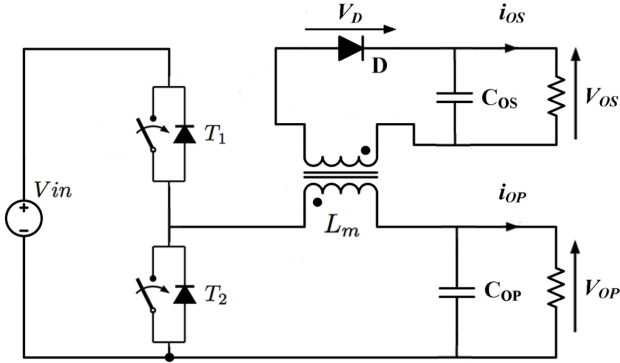 V_D
i_OS
D
C_OS
V_OS
T_1
Vin
+
−
L_m
i_OP
T_2
C_OP
V_OP